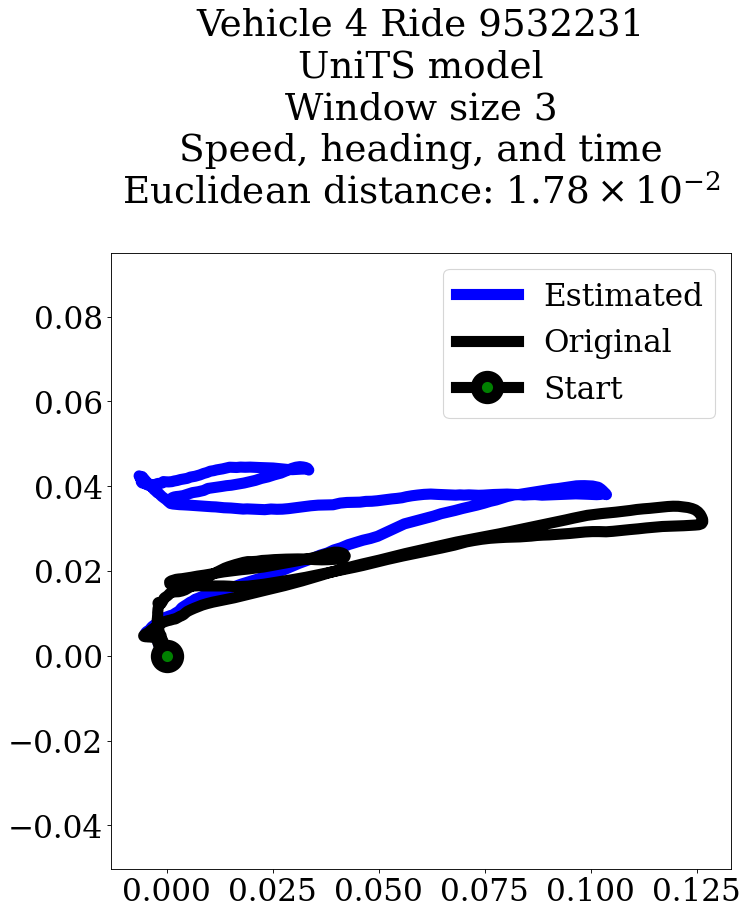 Vehicle 4 Ride 9532231
UniTS model
Window size 3
Speed, heading, and time
Euclidean distance: 1.78 × 10⁻²
Estimated
Original
Start
0.08
0.06
0.04
0.02
0.00
−0.02
−0.04
0.000 0.025 0.050 0.075 0.100 0.125